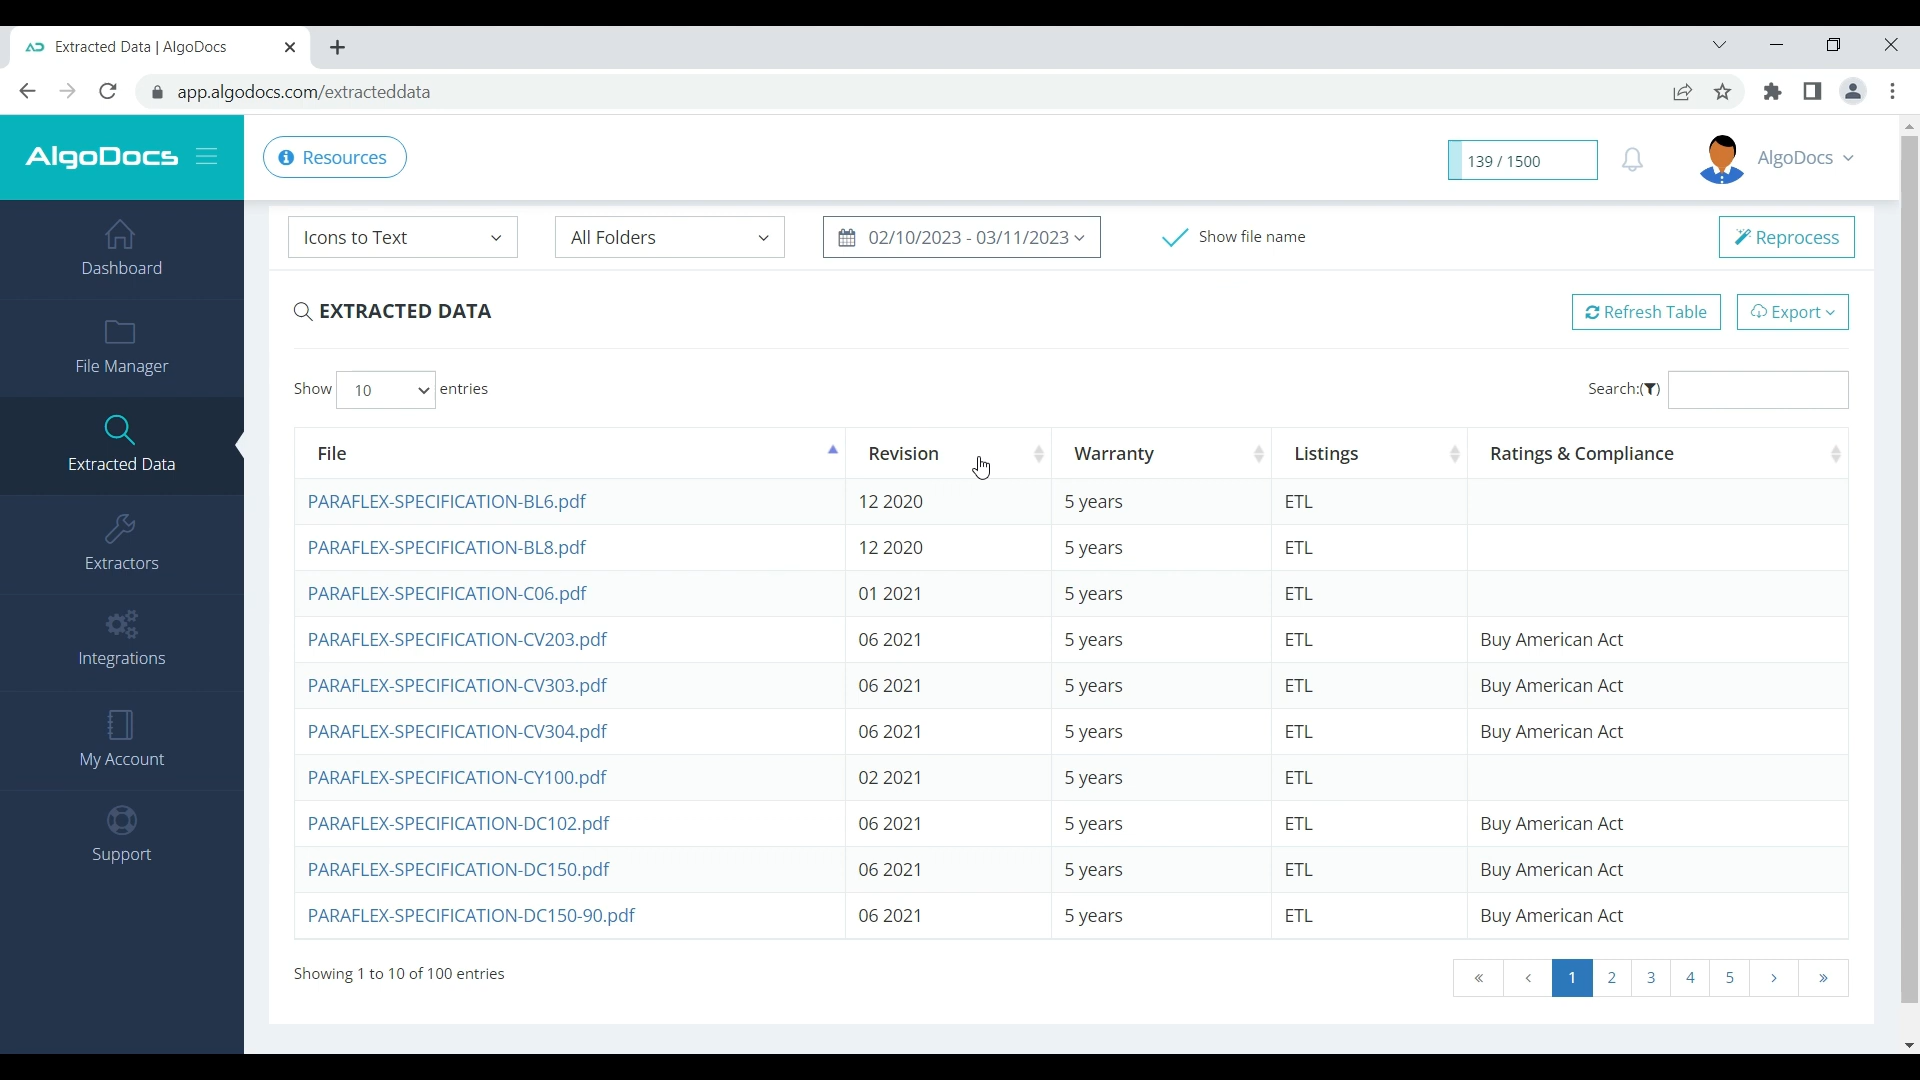 Extracted Data | AlgoDocs
app.algodocs.com/extracteddata
AlgoDocs
Resources
139 / 1500
AlgoDocs
Icons to Text
All Folders
02/10/2023 - 03/11/2023
Show file name
Reprocess
Dashboard
File Manager
Extracted Data
Extractors
Integrations
My Account
Support
EXTRACTED DATA
Refresh Table
Export
Show 10 entries
Search:
File Revision Warranty Listings Ratings & Compliance
PARAFLEX-SPECIFICATION-BL6.pdf 12 2020 5 years ETL
PARAFLEX-SPECIFICATION-BL8.pdf 12 2020 5 years ETL
PARAFLEX-SPECIFICATION-C06.pdf 01 2021 5 years ETL
PARAFLEX-SPECIFICATION-CV203.pdf 06 2021 5 years ETL Buy American Act
PARAFLEX-SPECIFICATION-CV303.pdf 06 2021 5 years ETL Buy American Act
PARAFLEX-SPECIFICATION-CV304.pdf 06 2021 5 years ETL Buy American Act
PARAFLEX-SPECIFICATION-CY100.pdf 02 2021 5 years ETL
PARAFLEX-SPECIFICATION-DC102.pdf 06 2021 5 years ETL Buy American Act
PARAFLEX-SPECIFICATION-DC150.pdf 06 2021 5 years ETL Buy American Act
PARAFLEX-SPECIFICATION-DC150-90.pdf 06 2021 5 years ETL Buy American Act
Showing 1 to 10 of 100 entries
« ‹ 1 2 3 4 5 › »